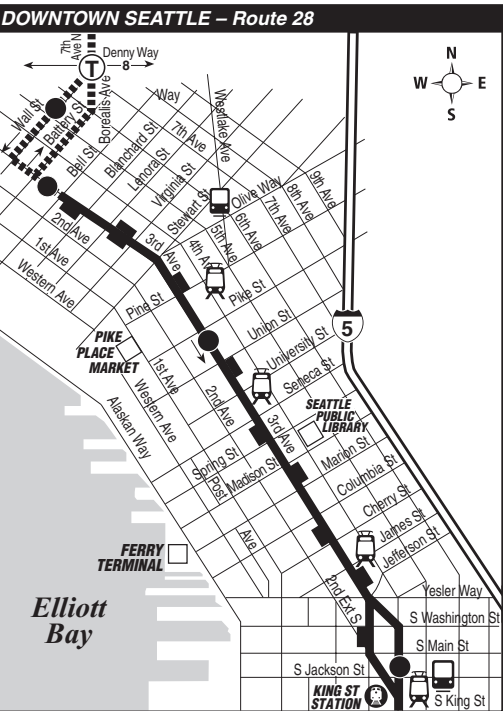 DOWNTOWN SEATTLE – Route 28
7th
Ave N
Denny Way
T
8
N
W E
S
Wall St
Battery St
Borealis Ave
Way
Westlake Ave
Bell St
Blanchard St
7th Ave
Lenora St
Virginia St
Stewart St
Olive Way
9th Ave
8th Ave
7th Ave
6th Ave
5th Ave
4th Av
3rd Ave
2nd Ave
1st Ave
Western Ave
Pine St
Pike St
Union St
5
PIKE
PLACE
MARKET
University St
Seneca St
1st Ave
Western Ave
2nd Ave
3rd Ave
SEATTLE
PUBLIC
LIBRARY
Alaskan Way
Spring St
Madison St
Marion St
Post
Columbia St
Cherry St
James St
Jefferson St
Ave
FERRY
TERMINAL
2nd Ext S
Yesler Way
Elliott
Bay
S Washington St
S Main St
S Jackson St
KING ST
STATION
S King St